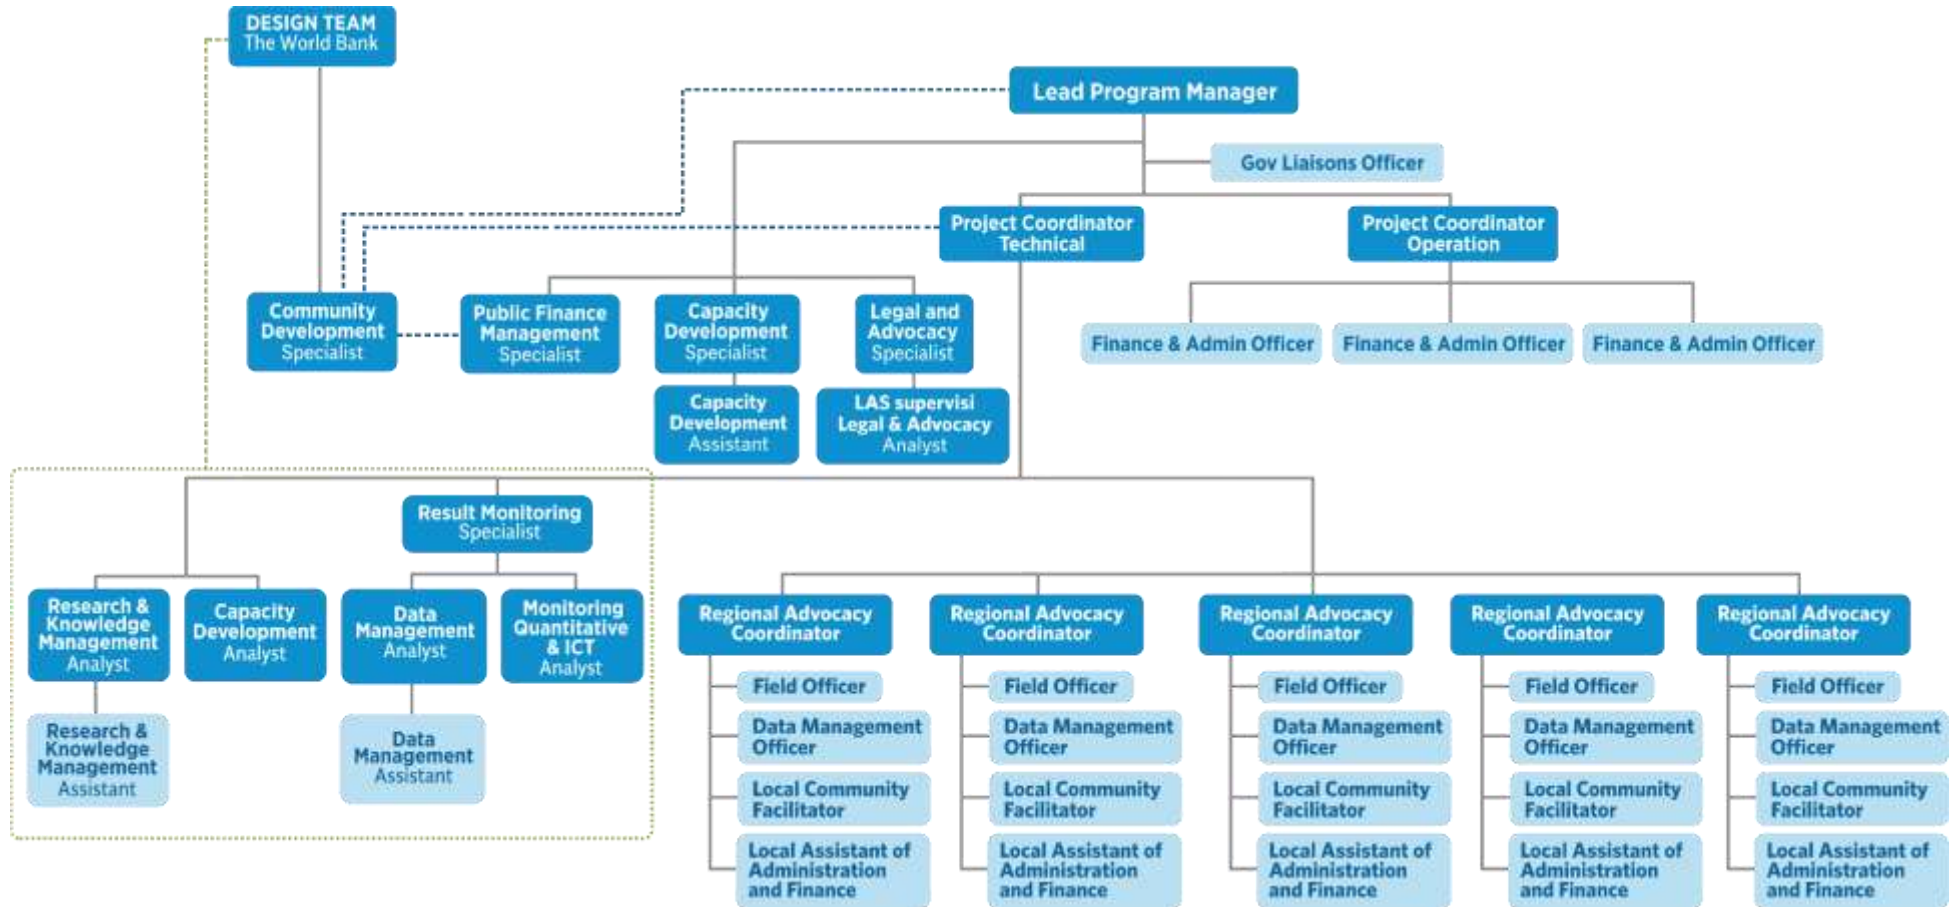 DESIGN TEAM
The World Bank
Lead Program Manager
Gov Liaisons Officer
Project Coordinator
Technical
Project Coordinator
Operation
Community
Development
Specialist
Public Finance
Management
Specialist
Capacity
Development
Specialist
Legal and
Advocacy
Specialist
Finance & Admin Officer
Finance & Admin Officer
Finance & Admin Officer
Capacity
Development
Assistant
LAS supervisi
Legal & Advocacy
Analyst
Result Monitoring
Specialist
Research &
Knowledge
Management
Analyst
Capacity
Development
Analyst
Data
Management
Analyst
Monitoring
Quantitative
& ICT
Analyst
Research &
Knowledge
Management
Assistant
Data
Management
Assistant
Regional Advocacy
Coordinator
Field Officer
Data Management
Officer
Local Community
Facilitator
Local Assistant of
Administration
and Finance
Regional Advocacy
Coordinator
Field Officer
Data Management
Officer
Local Community
Facilitator
Local Assistant of
Administration
and Finance
Regional Advocacy
Coordinator
Field Officer
Data Management
Officer
Local Community
Facilitator
Local Assistant of
Administration
and Finance
Regional Advocacy
Coordinator
Field Officer
Data Management
Officer
Local Community
Facilitator
Local Assistant of
Administration
and Finance
Regional Advocacy
Coordinator
Field Officer
Data Management
Officer
Local Community
Facilitator
Local Assistant of
Administration
and Finance